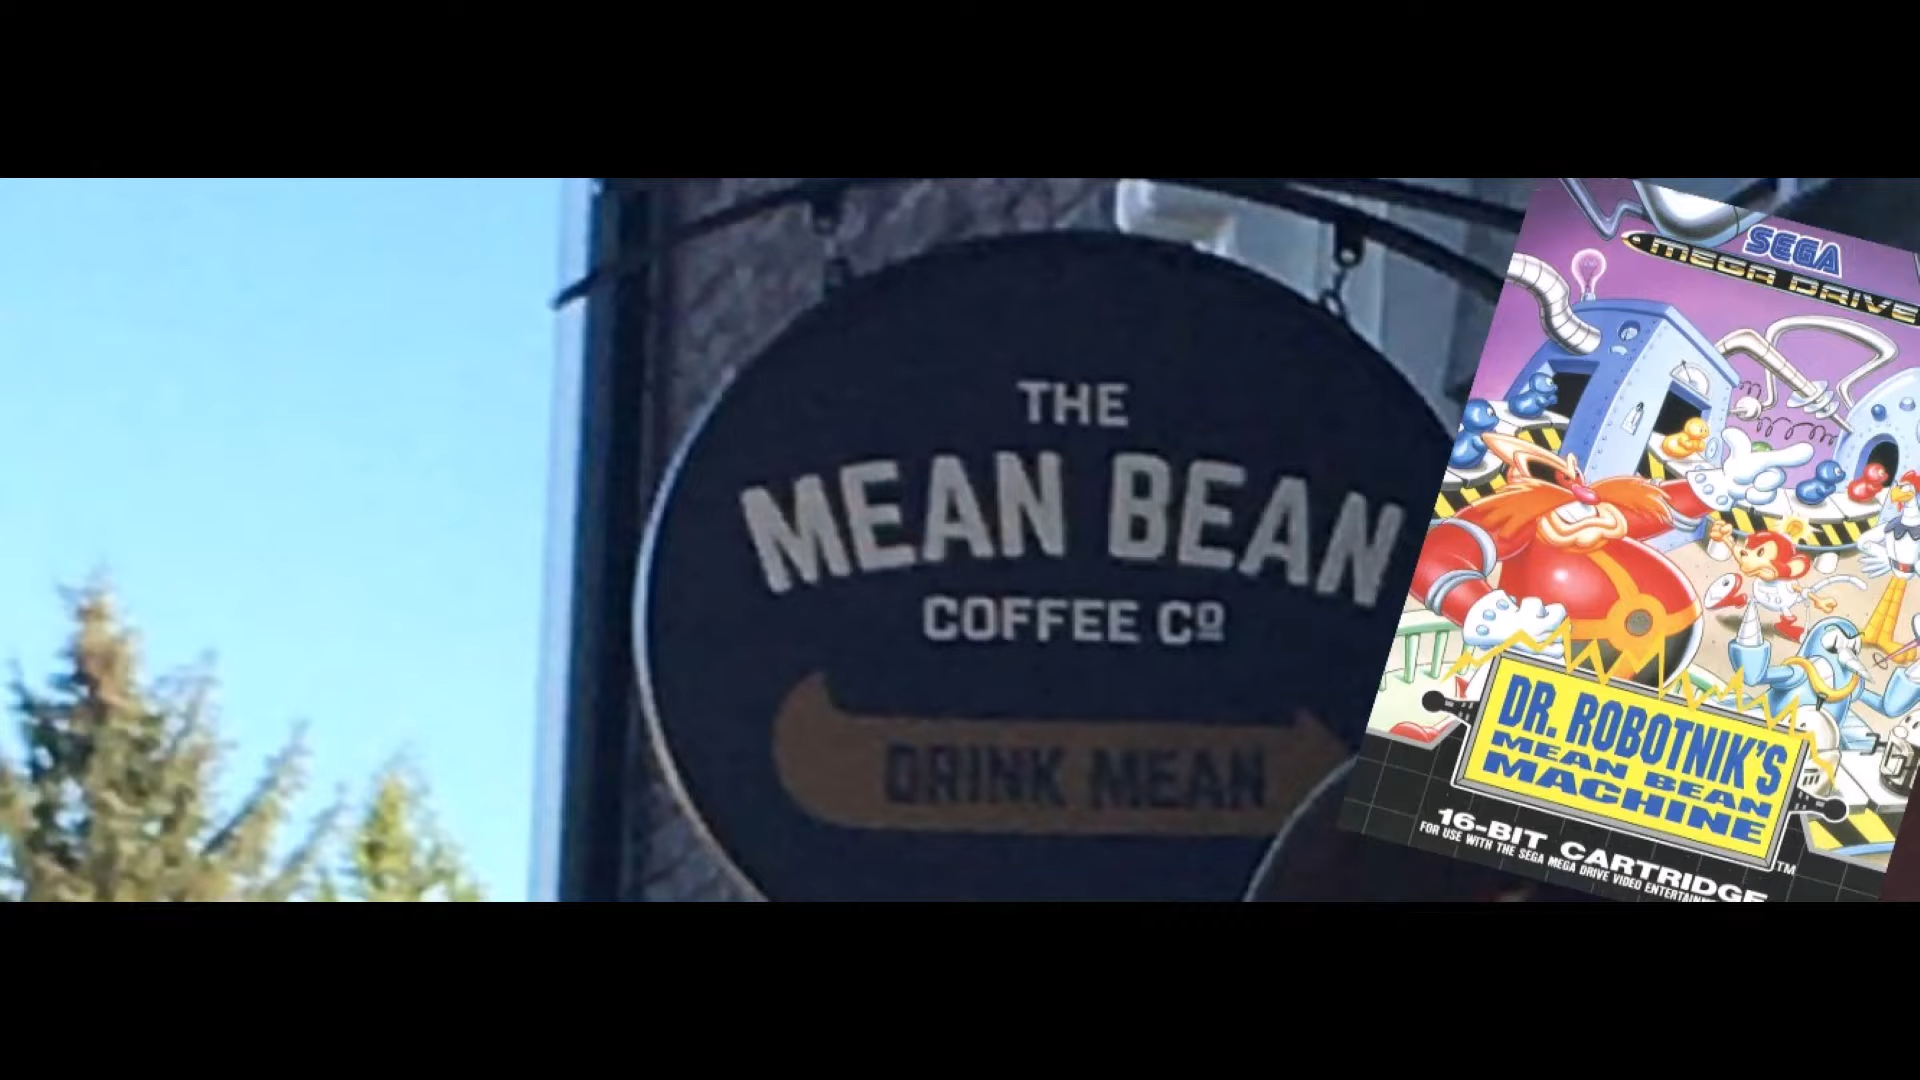 THE
MEAN BEAN
COFFEE Cº
DRINK MEAN
SEGA
MEGA DRIVE
DR. ROBOTNIK'S
MEAN BEAN
MACHINE
TM
16-BIT CARTRIDGE
FOR USE WITH THE SEGA MEGA DRIVE VIDEO